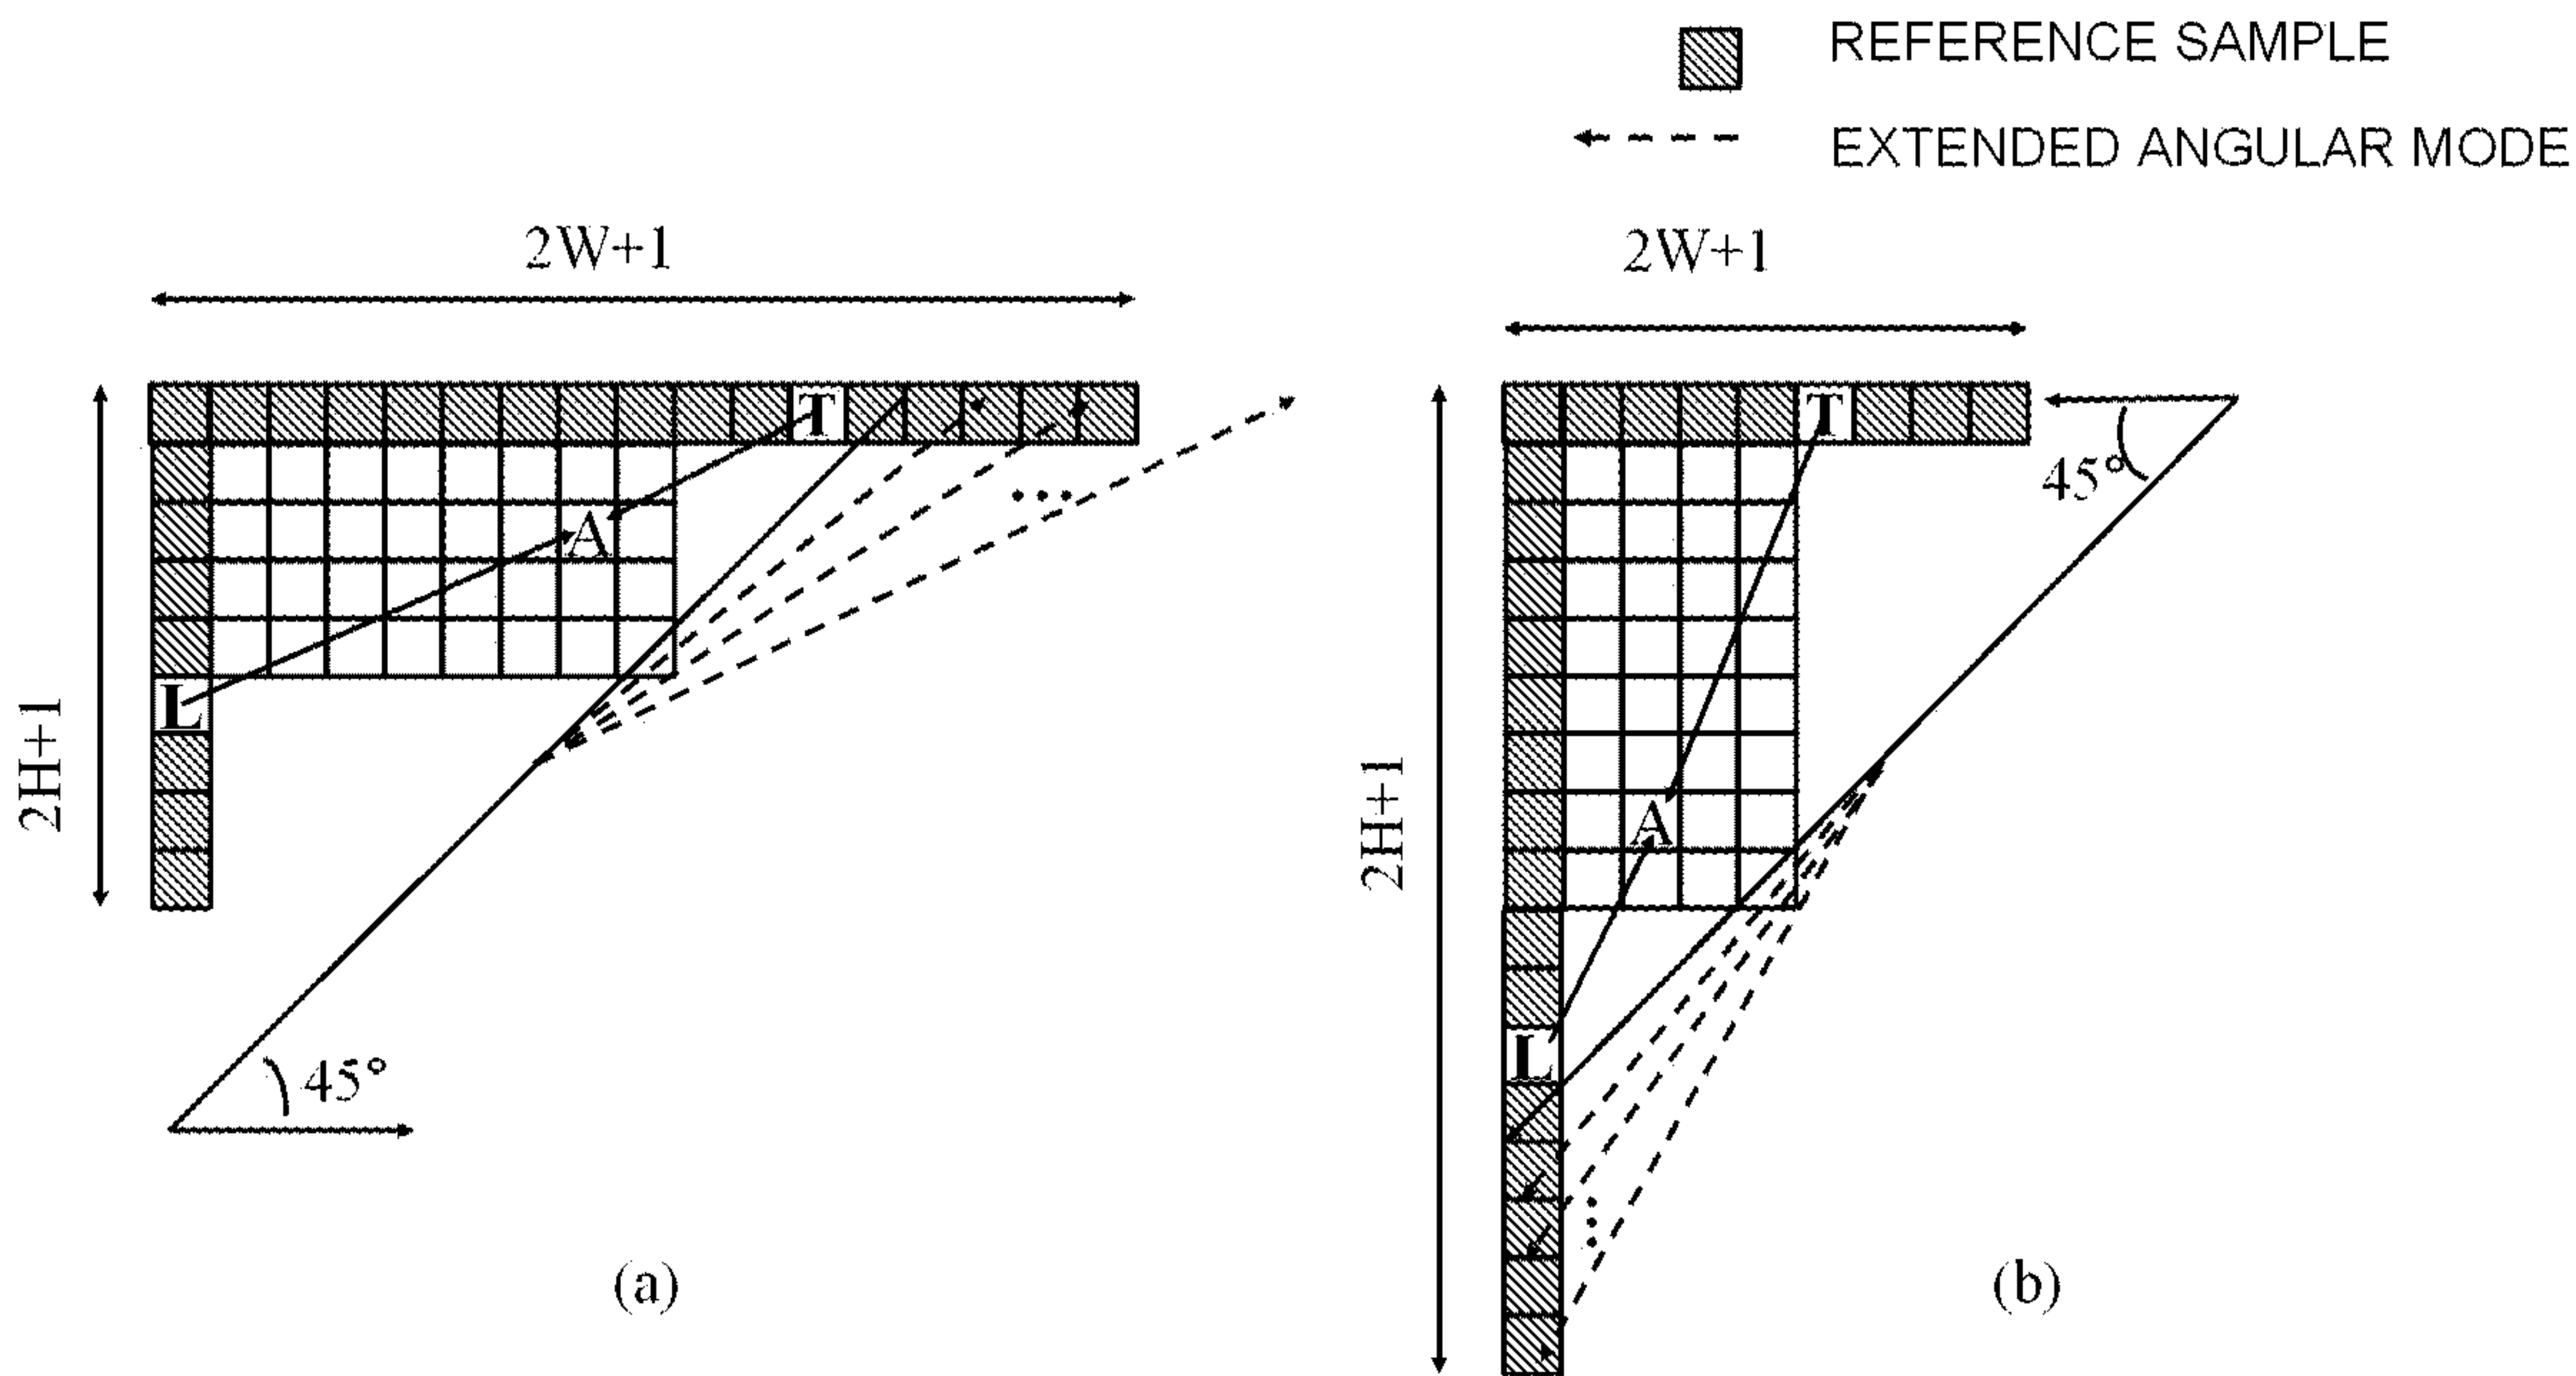 REFERENCE SAMPLE
EXTENDED ANGULAR MODE
2W+1
2W+1
T
T
45°
A
L
2H+1
2H+1
A
L
45°
...
...
(a)
(b)